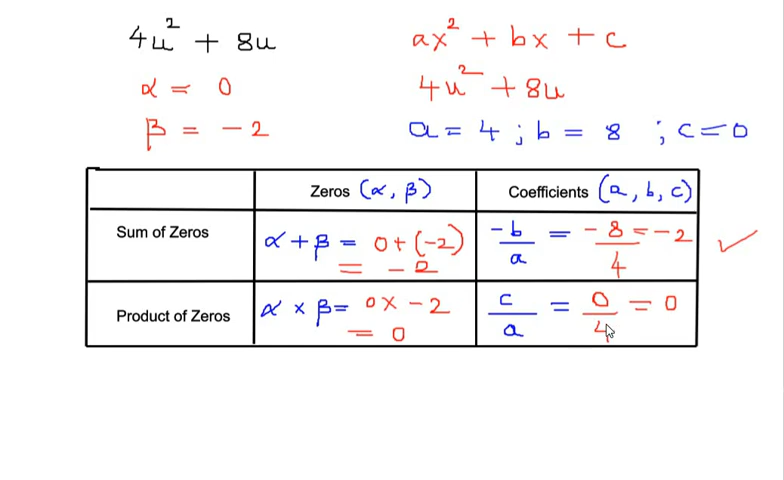 4u² + 8u
ax² + bx + c
α = 0
4u² + 8u
β = -2
a = 4 ; b = 8 ; c = 0
Zeros (α, β)
Coefficients (a, b, c)
Sum of Zeros
α + β = 0 + (-2)
= -2
-b/a = -8/4 = -2
Product of Zeros
α × β = 0 x -2
= 0
c/a = 0/4 = 0